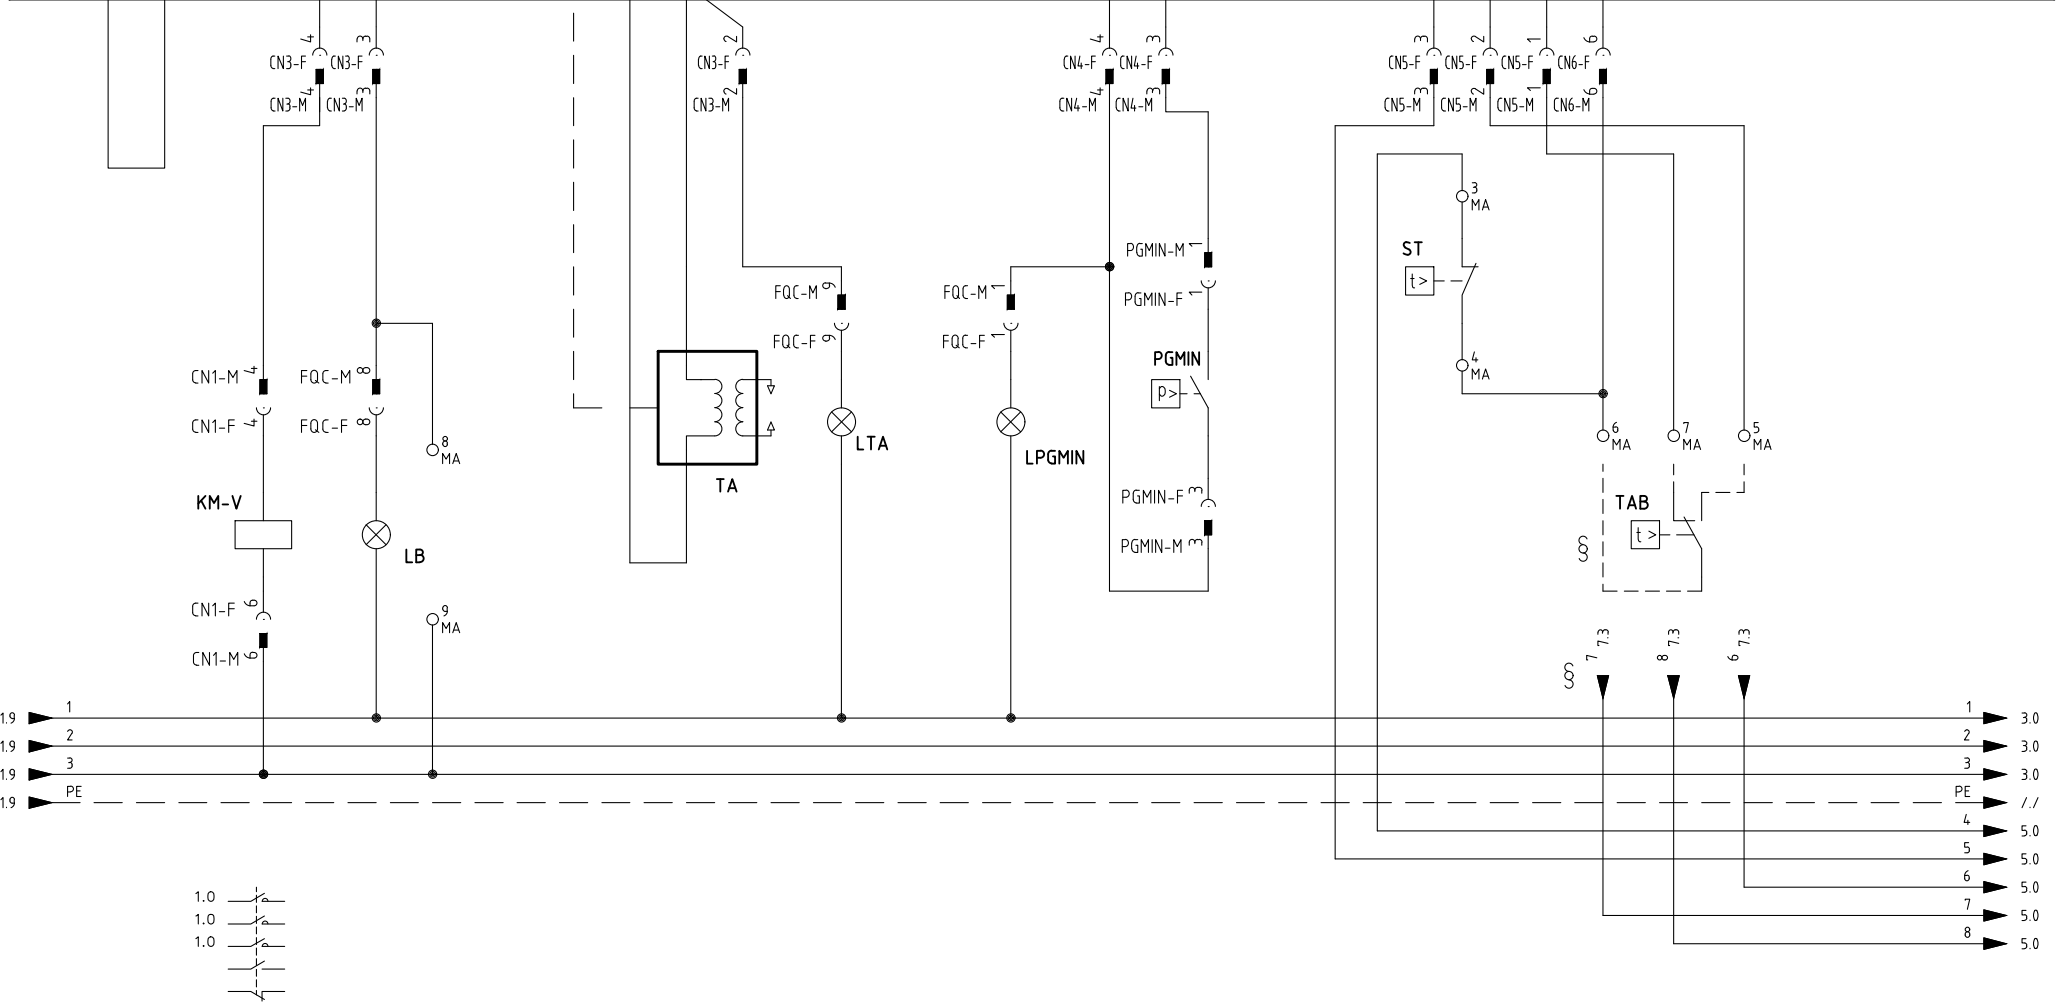 4 3 2 4 3 3 2 1 6
CN3-F CN3-F CN3-F CN4-F CN4-F CN5-F CN5-F CN5-F CN6-F
4 3 2 4 3 3 2 1 6
CN3-M CN3-M CN3-M CN4-M CN4-M CN5-M CN5-M CN5-M CN6-M
3
MA
PGMIN-M 1
ST
t>
FQC-M 9
FQC-M 1
PGMIN-F 1
FQC-F 9
FQC-F 1
PGMIN
4
MA
CN1-M 4
FQC-M 8
p>
CN1-F 4
FQC-F 8
6
MA
7
MA
5
MA
8
MA
LTA
LPGMIN
TA
PGMIN-F 3
KM-V
TAB
t>
§
LB
PGMIN-M 3
CN1-F 6
9
MA
7.3 7.3 7.3
CN1-M 6
§ 7 8 6
1.9 1 1 3.0
1.9 2 2 3.0
1.9 3 3 3.0
1.9 PE PE /./
4 5.0
5 5.0
6 5.0
7 5.0
8 5.0
1.0
1.0
1.0